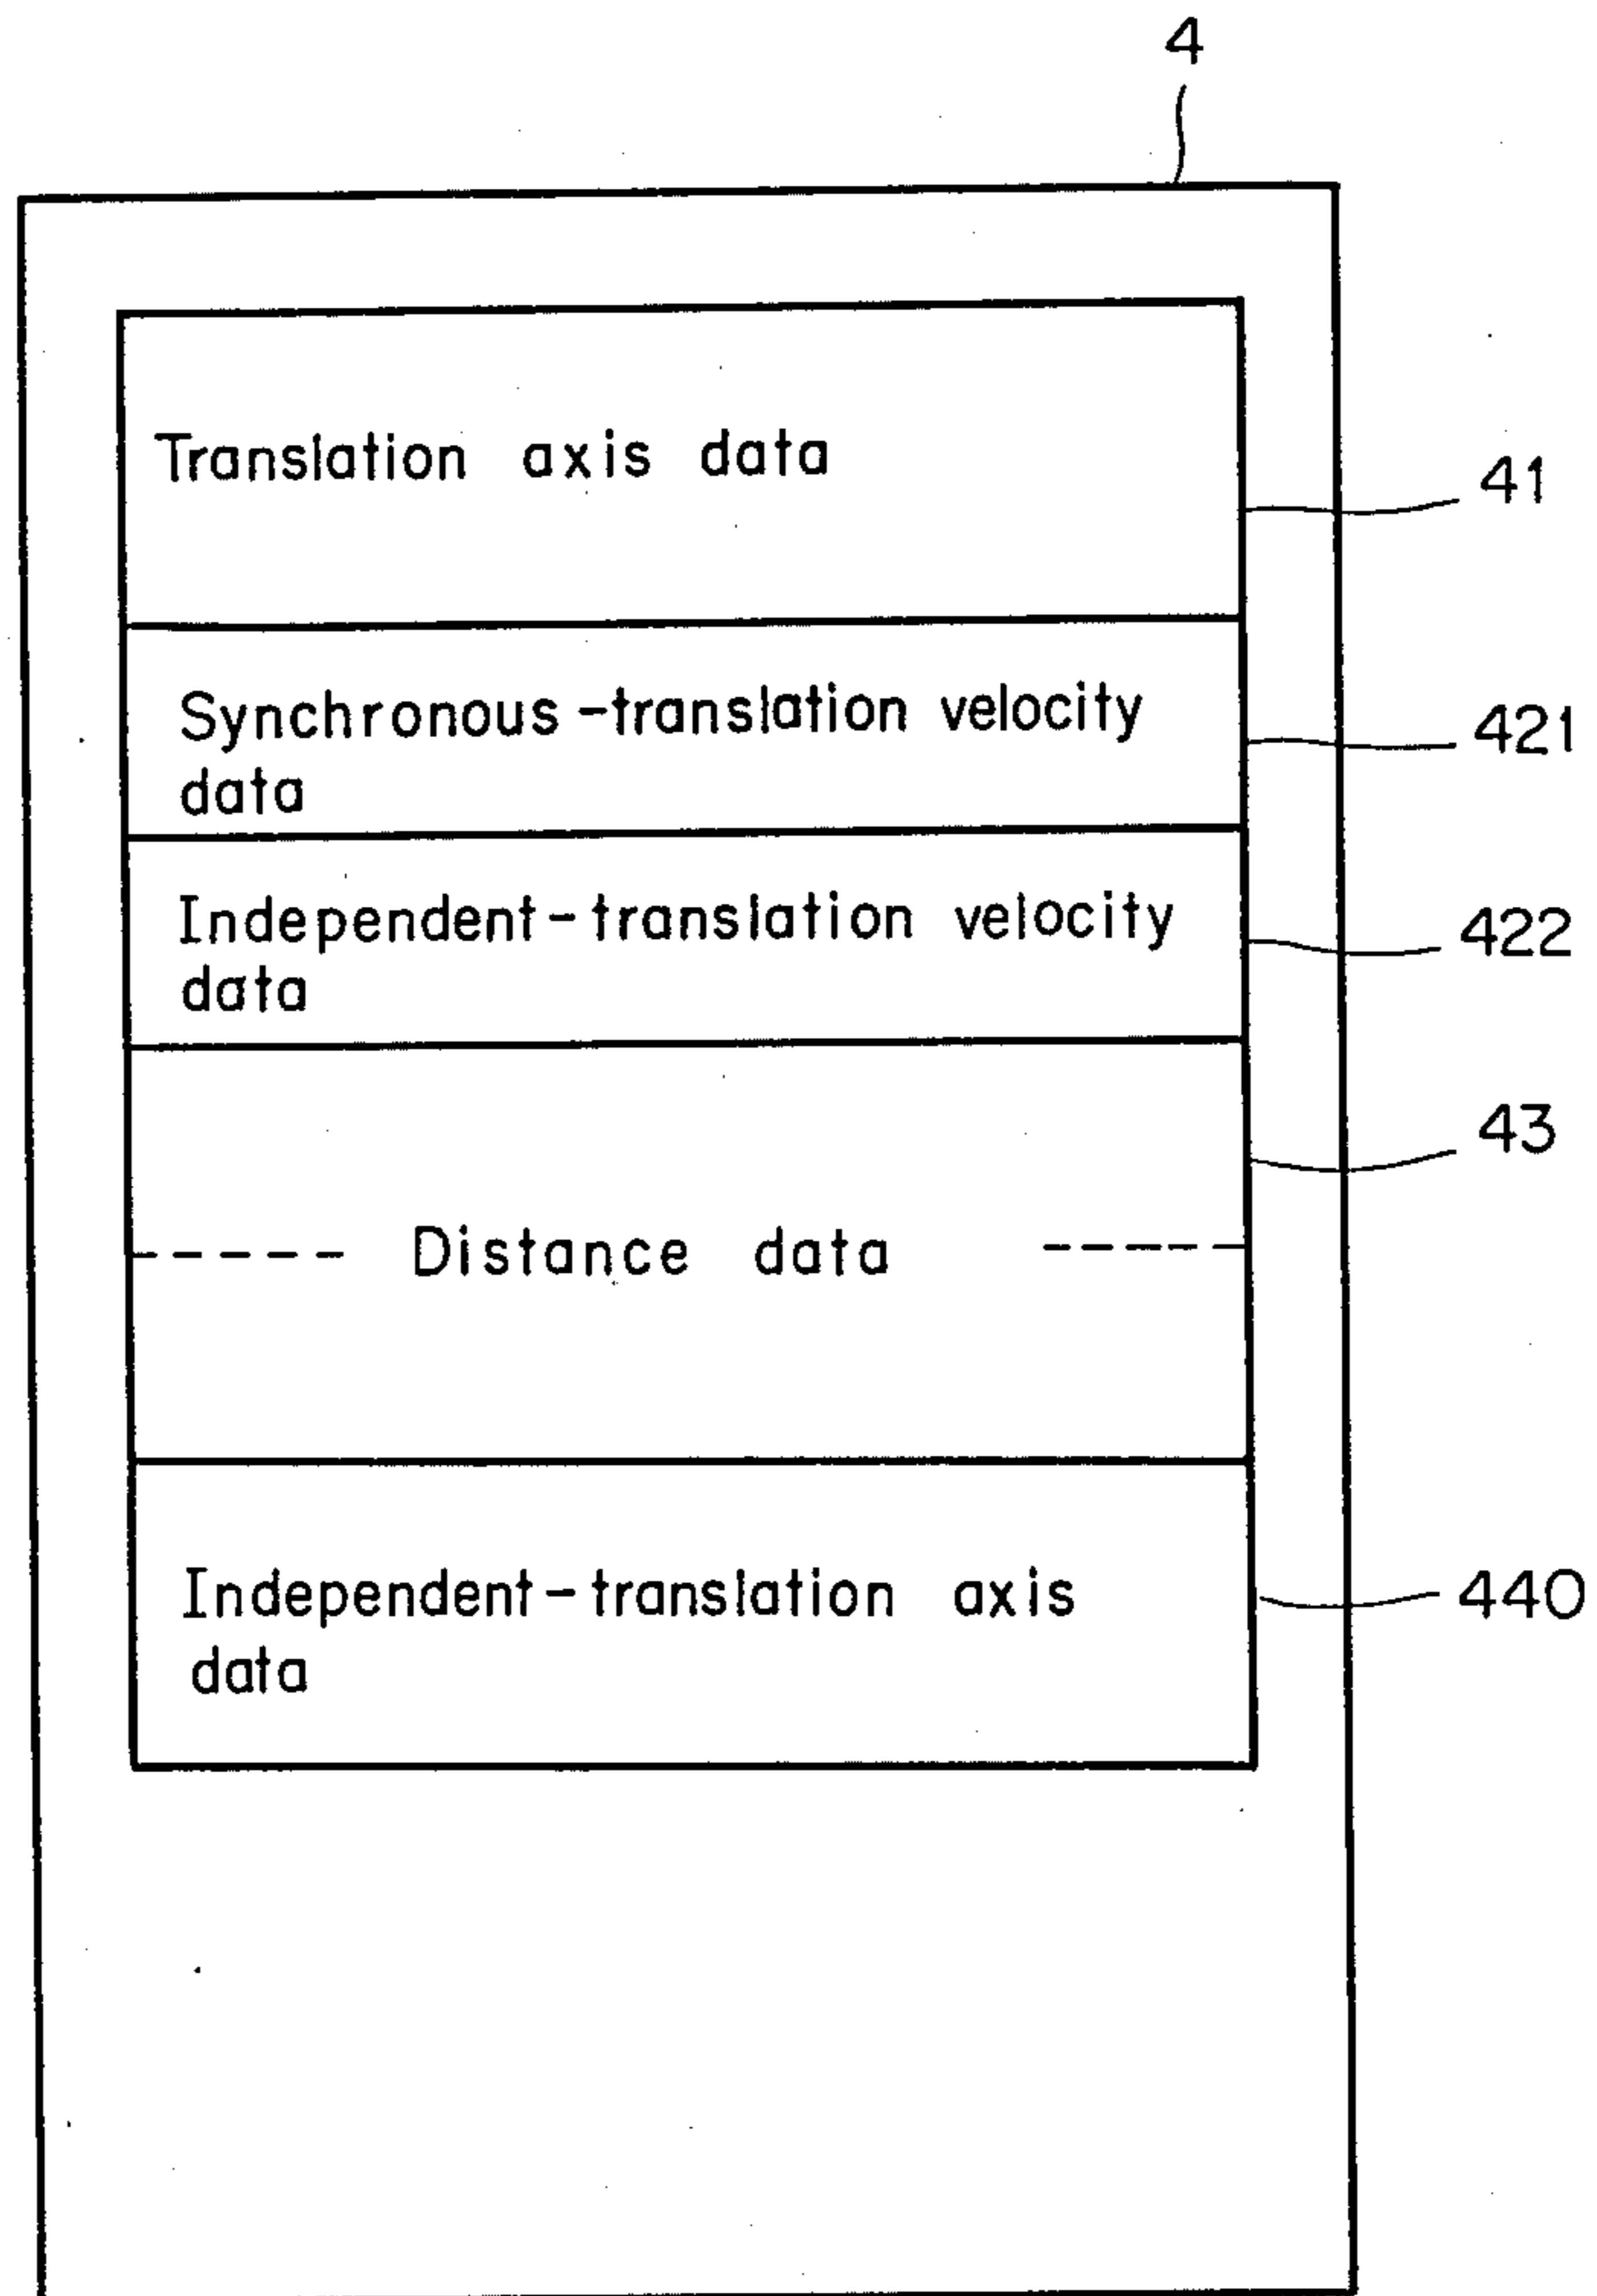 4
Translation axis data
41
Synchronous-translation velocity
data
421
Independent-translation velocity
data
422
43
Distance data
Independent-translation axis
data
440